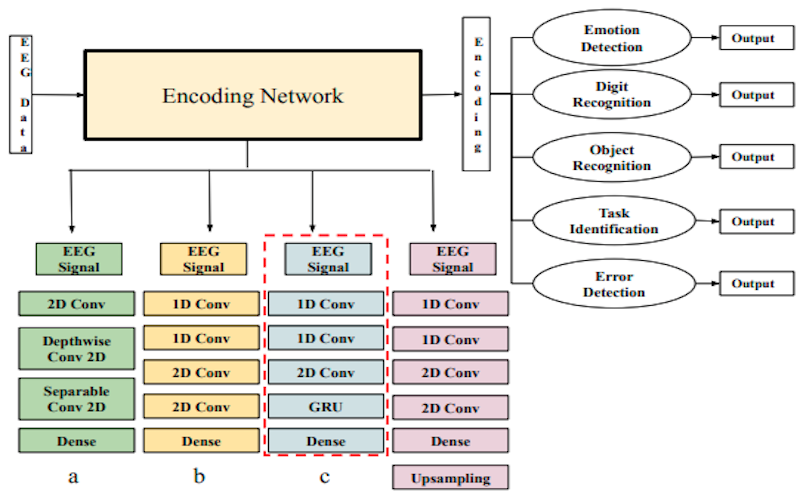 EEG Data
Encoding Network
Encoding
Emotion
Detection
Output
Digit
Recognition
Output
Object
Recognition
Output
Task
Identification
Output
Error
Detection
Output
EEG
Signal
2D Conv
Depthwise
Conv 2D
Separable
Conv 2D
Dense
a
EEG
Signal
1D Conv
1D Conv
2D Conv
2D Conv
Dense
b
EEG
Signal
1D Conv
1D Conv
2D Conv
GRU
Dense
c
EEG
Signal
1D Conv
1D Conv
2D Conv
2D Conv
Dense
Upsampling